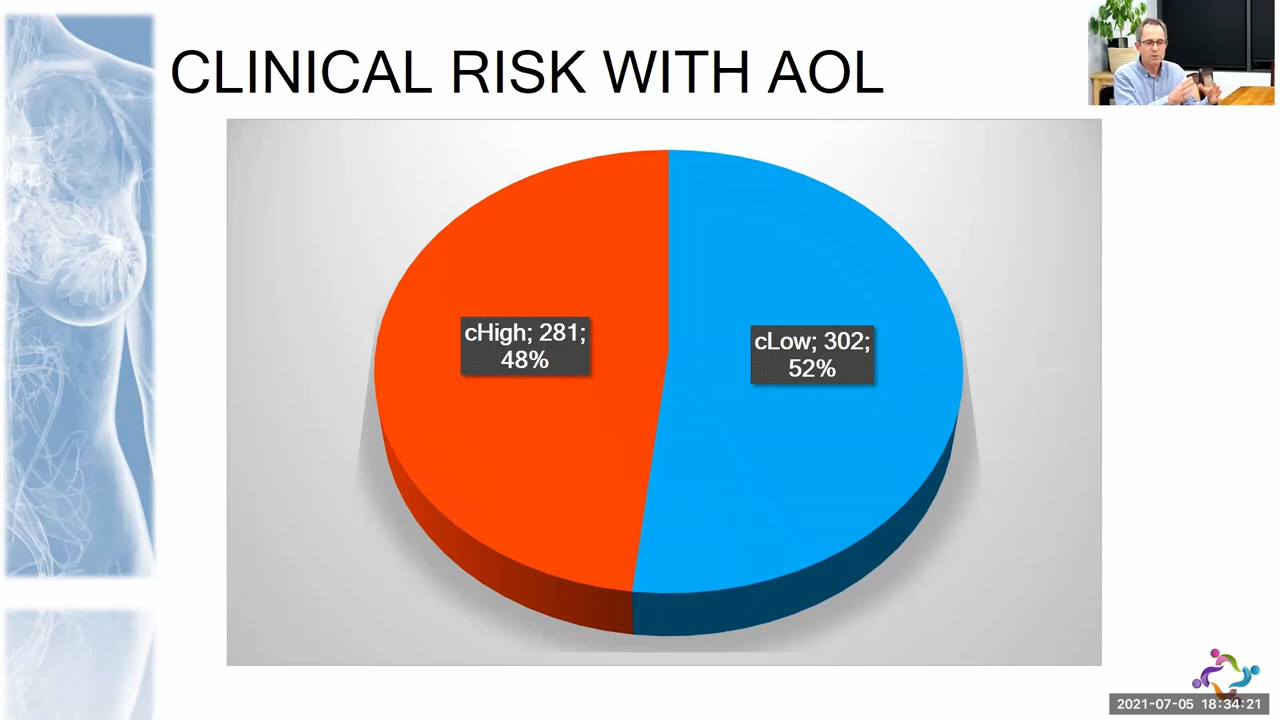 CLINICAL RISK WITH AOL
cHigh; 281;
48%
cLow; 302;
52%
2021-07-05 18:34:21